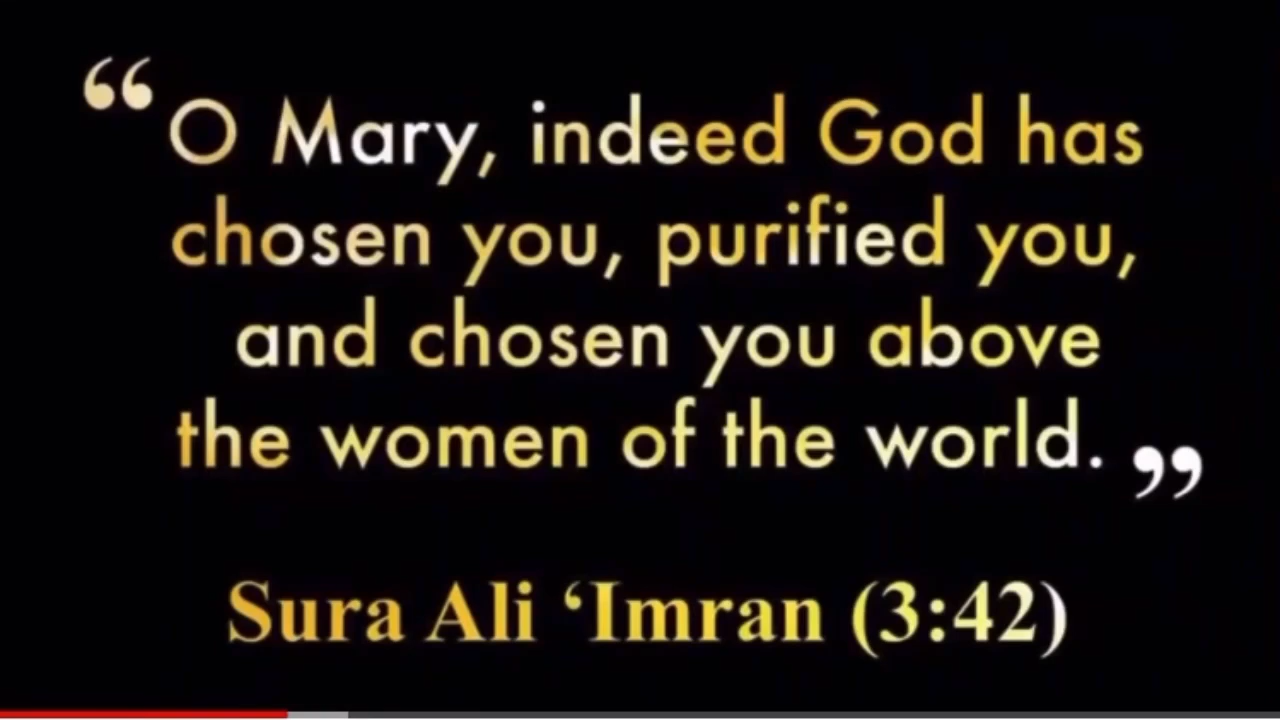 “O Mary, indeed God has
chosen you, purified you,
and chosen you above
the women of the world.”
Sura Ali ‘Imran (3:42)